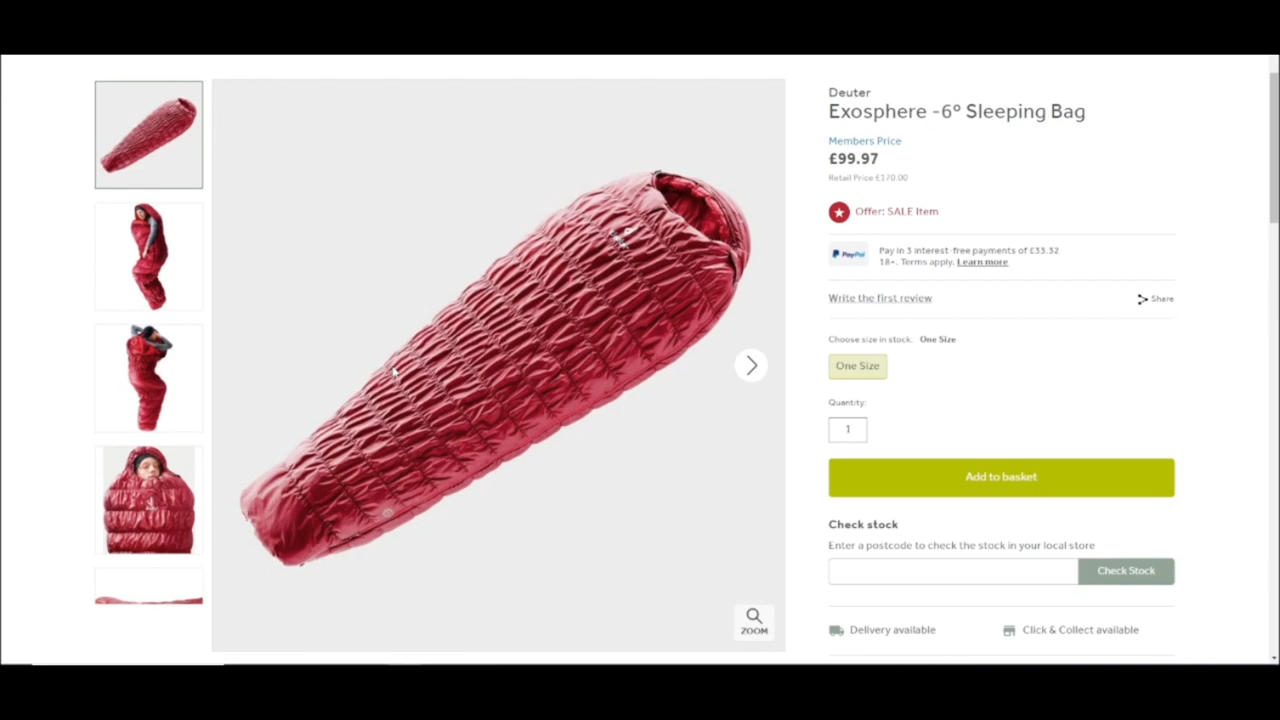 Deuter
Exosphere -6° Sleeping Bag
Members Price
£99.97
Retail Price £170.00
Offer: SALE Item
PayPal
Pay in 3 interest-free payments of £33.32
18+. Terms apply. Learn more
Write the first review
Share
Choose size in stock: One Size
One Size
Quantity:
1
Add to basket
Check stock
Enter a postcode to check the stock in your local store
Check Stock
ZOOM
Delivery available
Click & Collect available